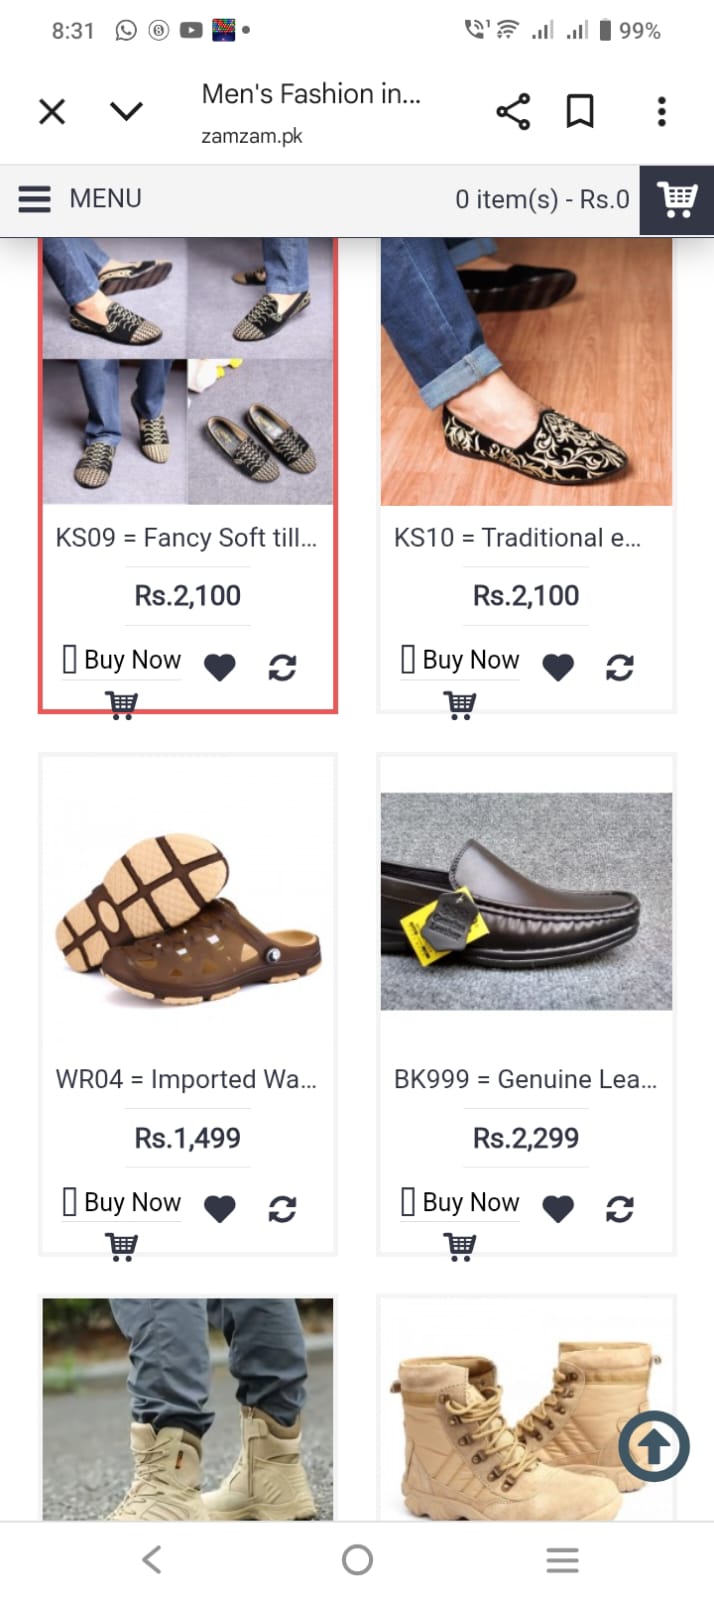 8:31
1
99%
Men's Fashion in...
zamzam.pk
MENU
0 item(s) - Rs.0
KS09 = Fancy Soft till...
KS10 = Traditional e...
Rs.2,100
Rs.2,100
Buy Now
Buy Now
WR04 = Imported Wa...
BK999 = Genuine Lea...
Rs.1,499
Rs.2,299
Buy Now
Buy Now